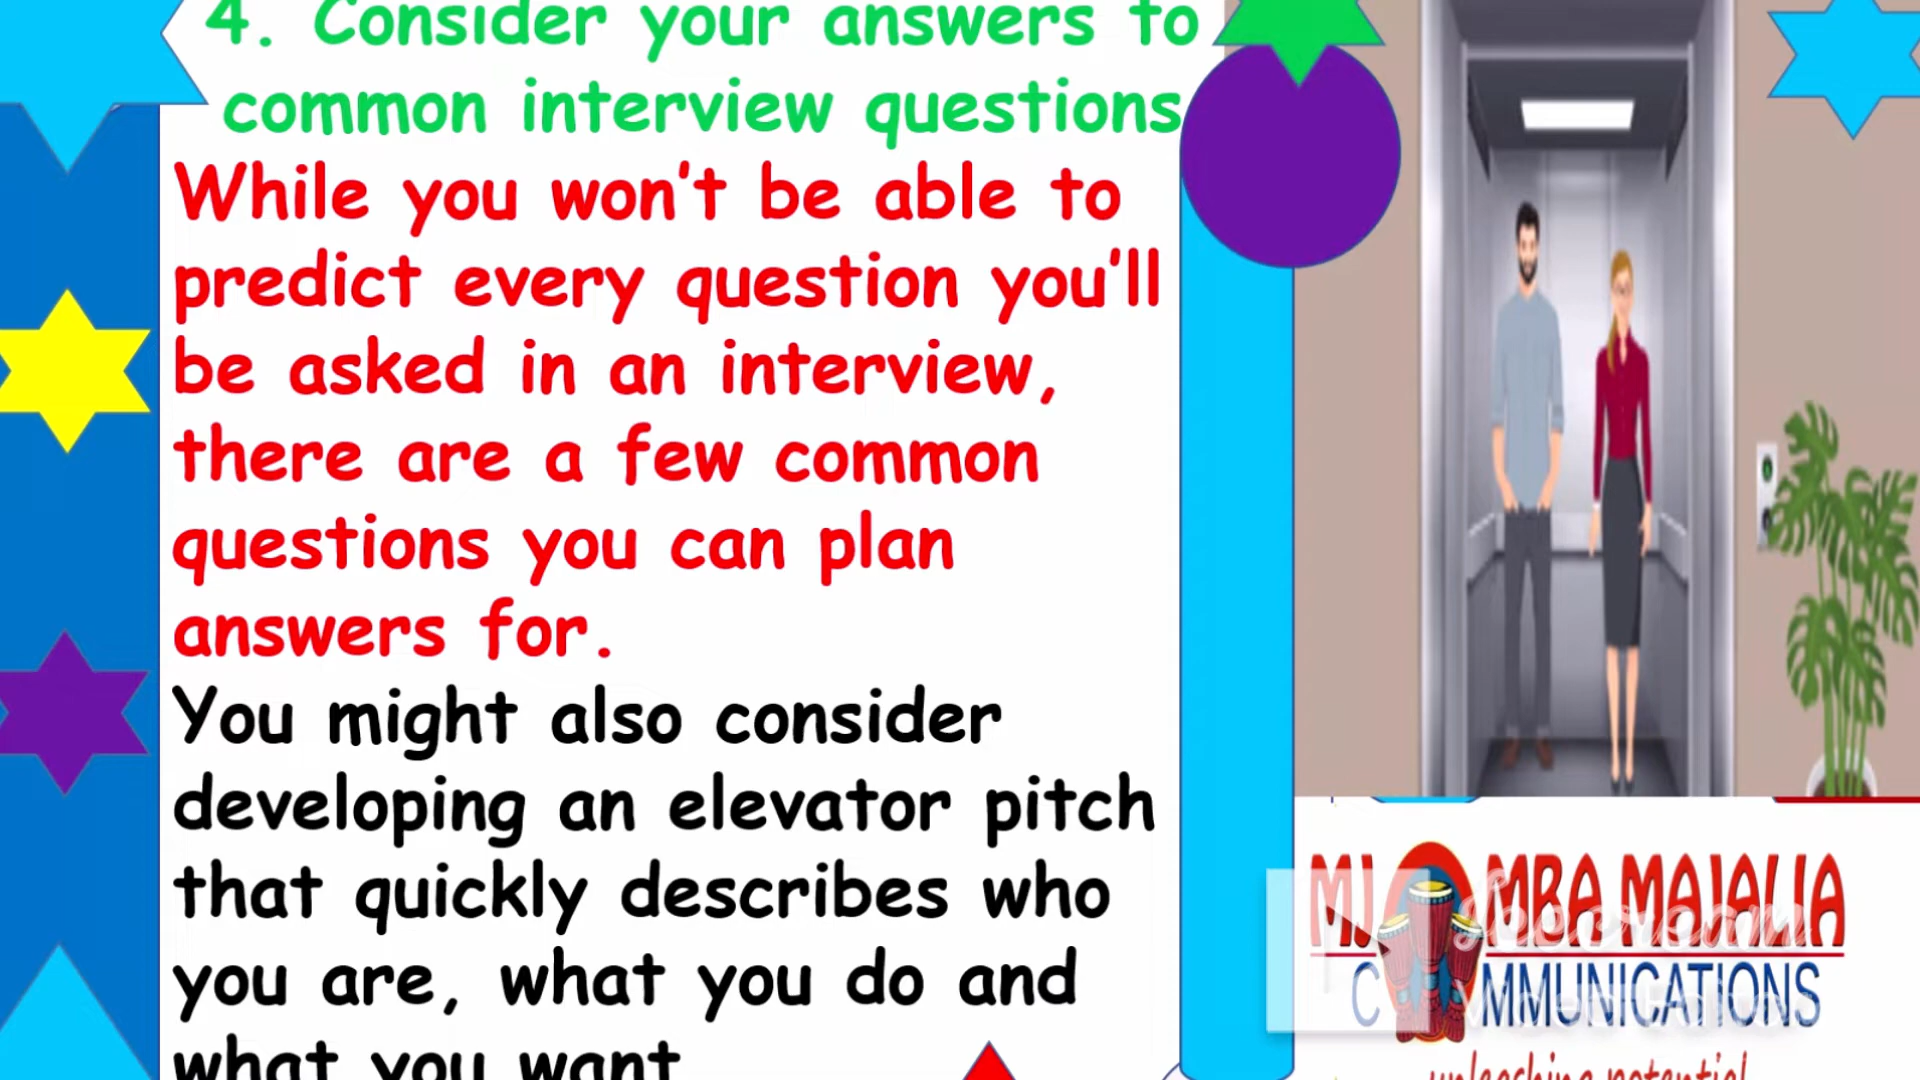 4. Consider your answers to
common interview questions
While you won't be able to
predict every question you'll
be asked in an interview,
there are a few common
questions you can plan
answers for.
You might also consider
developing an elevator pitch
that quickly describes who
you are, what you do and
what you want
MBA MAJALIA
COMMUNICATIONS
unleashing potential